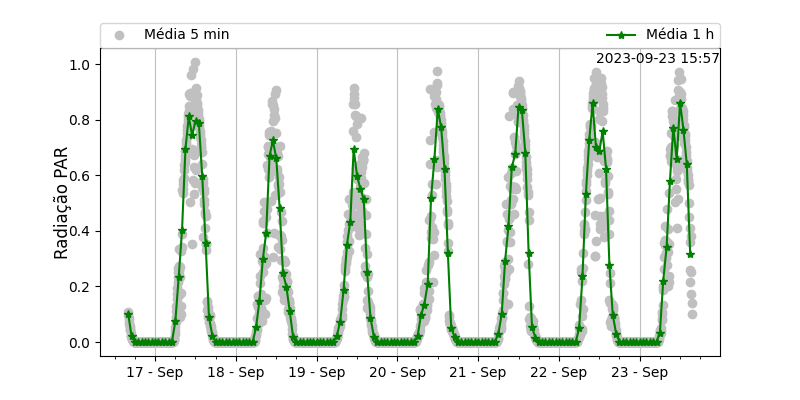 Média 5 min
Média 1 h
2023-09-23 15:57
1.0
0.8
0.6
0.4
0.2
0.0
Radiação PAR
17 - Sep
18 - Sep
19 - Sep
20 - Sep
21 - Sep
22 - Sep
23 - Sep